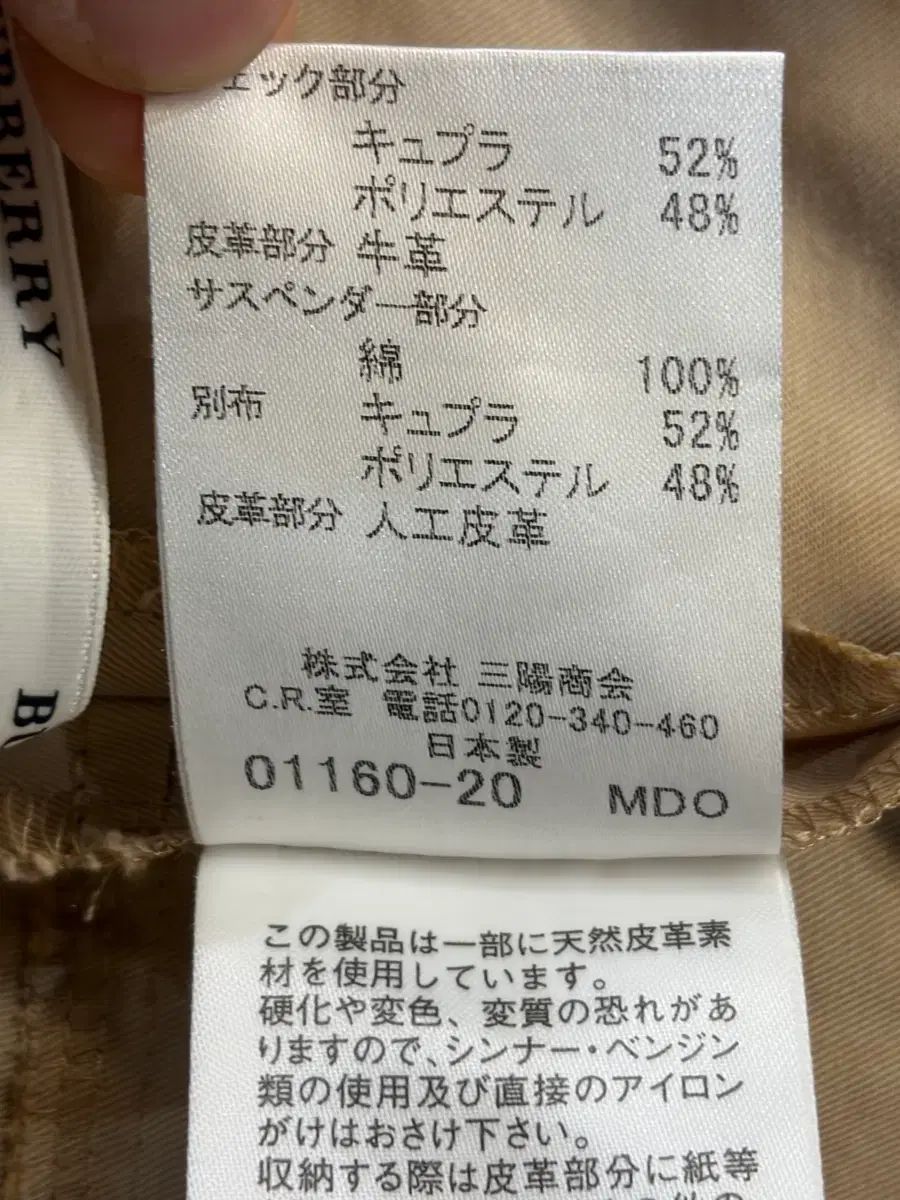 ェック部分
キュプラ 52%
ポリエステル 48%
皮革部分 牛革
サスペンダー部分
綿 100%
別布 キュプラ 52%
ポリエステル 48%
皮革部分 人工皮革
株式会社 三陽商会
C.R.室 電話0120-340-460
日本製
01160-20 MDO
この製品は一部に天然皮革素
材を使用しています。
硬化や変色、変質の恐れがあ
りますので、シンナー・ベンジン
類の使用及び直接のアイロン
がけはおさけ下さい。
収納する際は皮革部分に紙等
URBERRY
BU